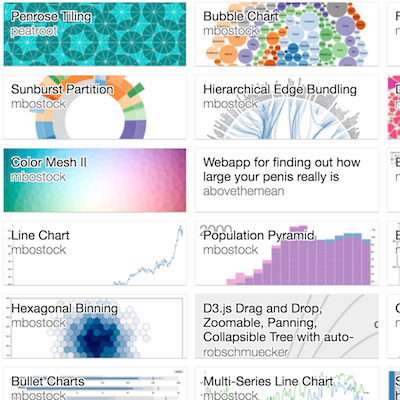 Penrose Tiling
peatroot
Bubble Chart
mbostock
Sunburst Partition
mbostock
Hierarchical Edge Bundling
mbostock
Color Mesh II
mbostock
Webapp for finding out how
large your penis really is
abovethemean
Line Chart
mbostock
2000
Population Pyramid
mbostock
Hexagonal Binning
mbostock
D3.js Drag and Drop,
Zoomable, Panning,
Collapsible Tree with auto-
robschmuecker
Bullet Charts
mbostock
Multi-Series Line Chart
mbostock